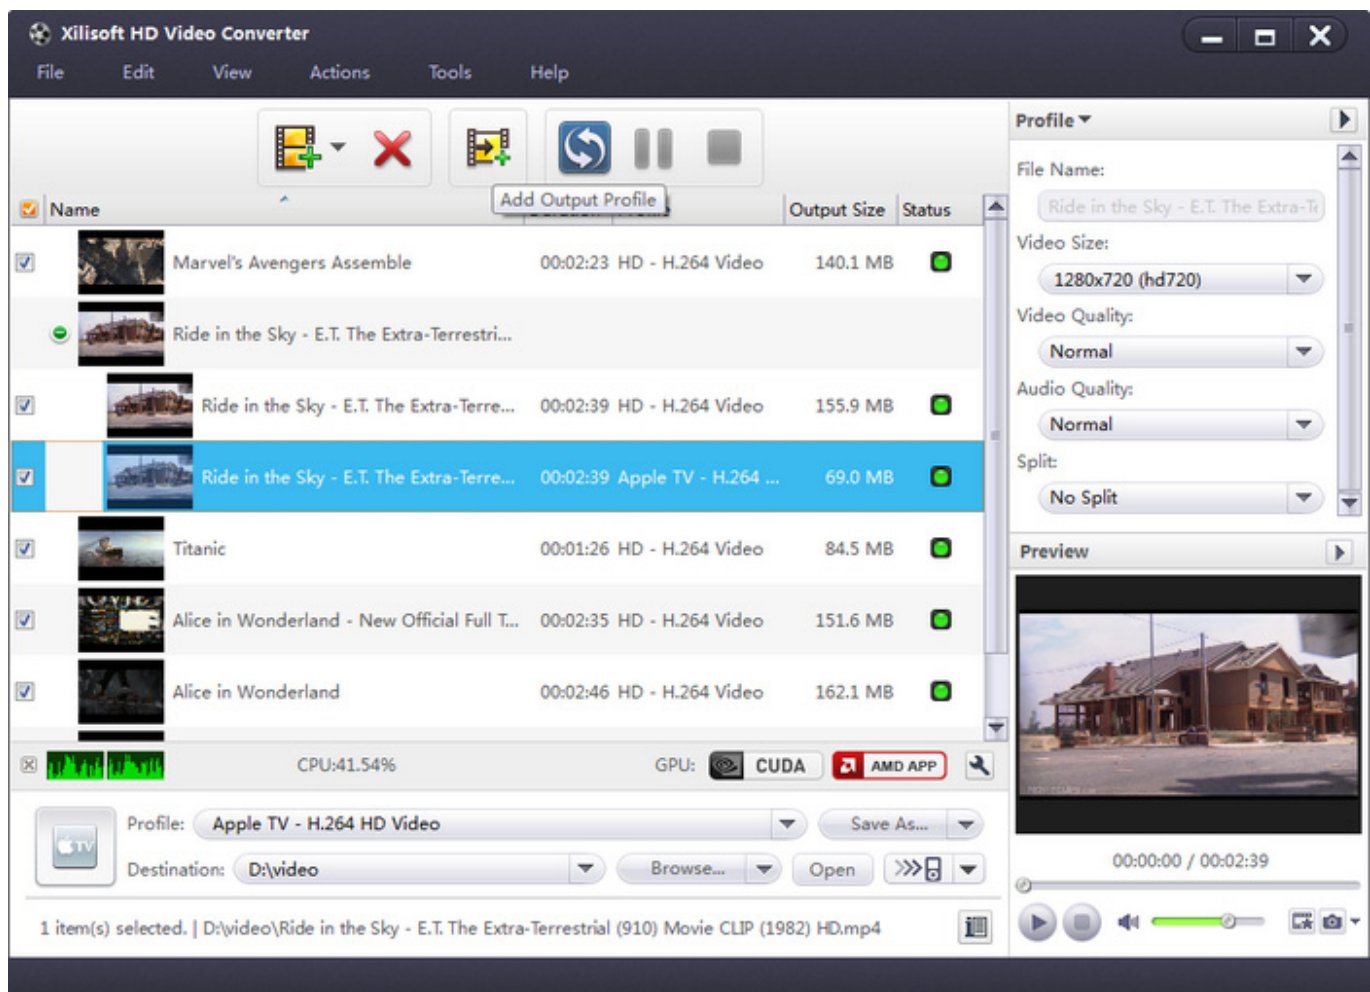 Xilisoft HD Video Converter
File Edit View Actions Tools Help
Add Output Profile
Name Output Size Status
Marvel's Avengers Assemble 00:02:23 HD - H.264 Video 140.1 MB
Ride in the Sky - E.T. The Extra-Terrestri...
Ride in the Sky - E.T. The Extra-Terre... 00:02:39 HD - H.264 Video 155.9 MB
Ride in the Sky - E.T. The Extra-Terre... 00:02:39 Apple TV - H.264 ... 69.0 MB
Titanic 00:01:26 HD - H.264 Video 84.5 MB
Alice in Wonderland - New Official Full T... 00:02:35 HD - H.264 Video 151.6 MB
Alice in Wonderland 00:02:46 HD - H.264 Video 162.1 MB
CPU:41.54% GPU: CUDA AMD APP
Profile: Apple TV - H.264 HD Video Save As...
tv
Destination: D:\video Browse... Open
1 item(s) selected. | D:\video\Ride in the Sky - E.T. The Extra-Terrestrial (910) Movie CLIP (1982) HD.mp4
Profile
File Name:
Ride in the Sky - E.T. The Extra-Te
Video Size:
1280x720 (hd720)
Video Quality:
Normal
Audio Quality:
Normal
Split:
No Split
Preview
00:00:00 / 00:02:39